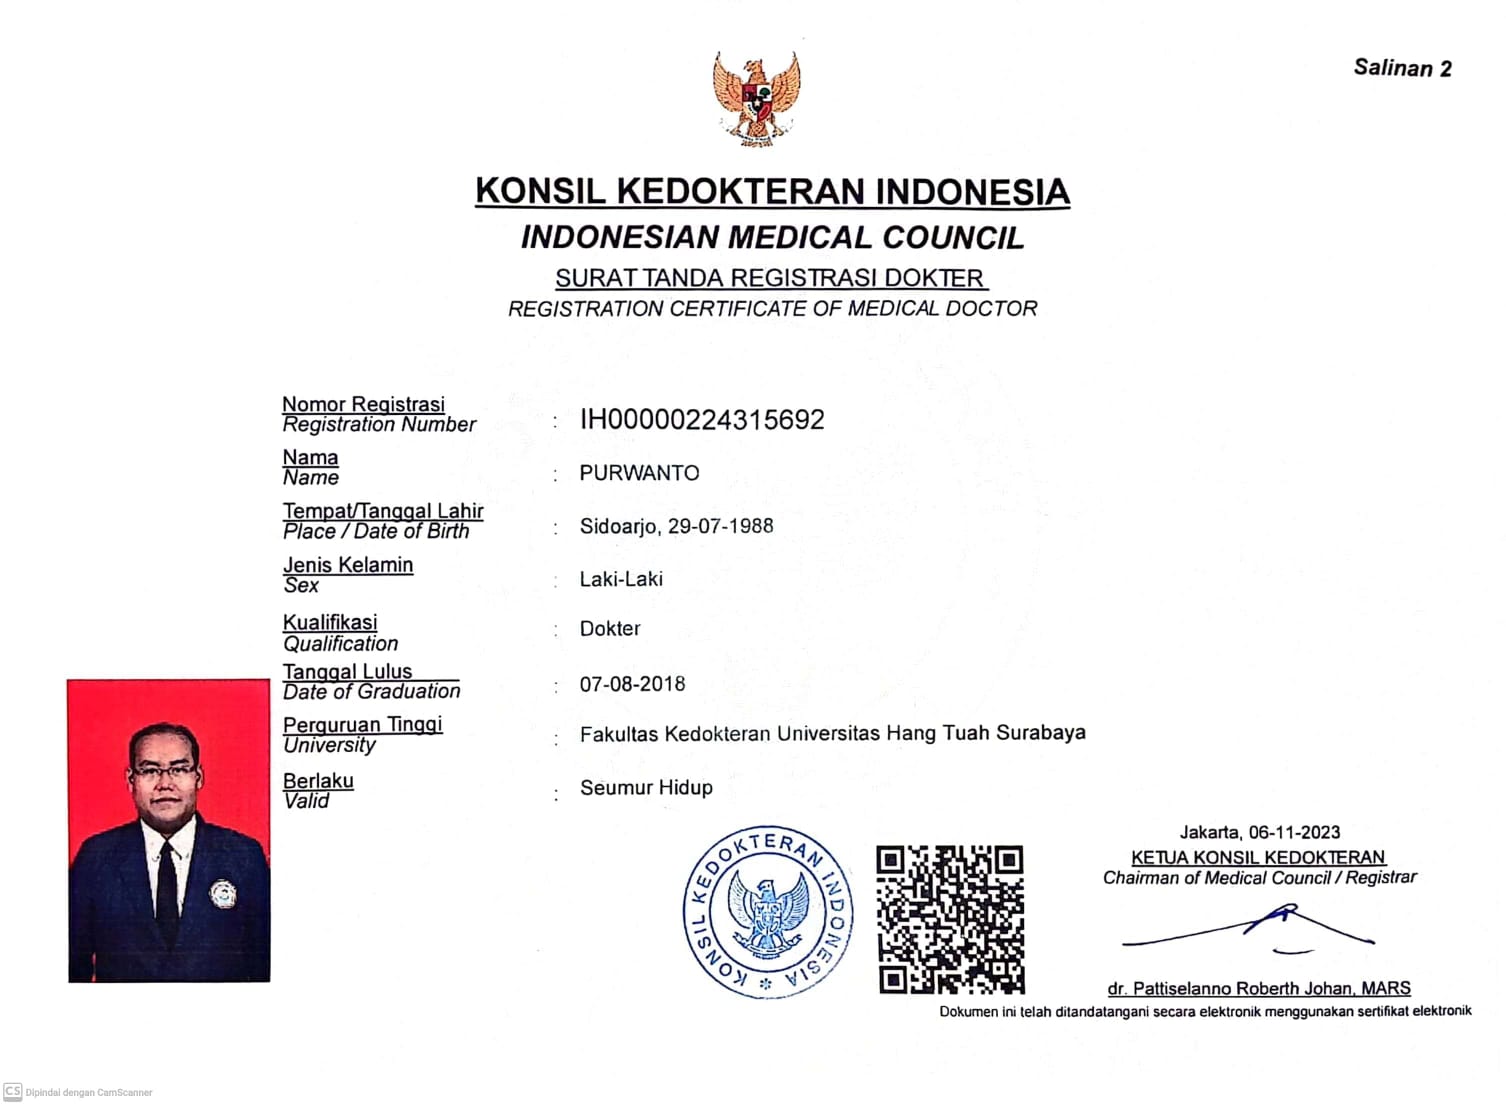 Salinan 2
KONSIL KEDOKTERAN INDONESIA
INDONESIAN MEDICAL COUNCIL
SURAT TANDA REGISTRASI DOKTER
REGISTRATION CERTIFICATE OF MEDICAL DOCTOR
Nomor Registrasi
Registration Number : IH00000224315692
Nama
Name : PURWANTO
Tempat/Tanggal Lahir
Place / Date of Birth : Sidoarjo, 29-07-1988
Jenis Kelamin
Sex : Laki-Laki
Kualifikasi
Qualification : Dokter
Tanggal Lulus
Date of Graduation : 07-08-2018
Perguruan Tinggi
University : Fakultas Kedokteran Universitas Hang Tuah Surabaya
Berlaku
Valid : Seumur Hidup
KONSIL KEDOKTERAN INDONESIA
Jakarta, 06-11-2023
KETUA KONSIL KEDOKTERAN
Chairman of Medical Council / Registrar
dr. Pattiselanno Roberth Johan, MARS
Dokumen ini telah ditandatangani secara elektronik menggunakan sertifikat elektronik
CS Dipindai dengan CamScanner